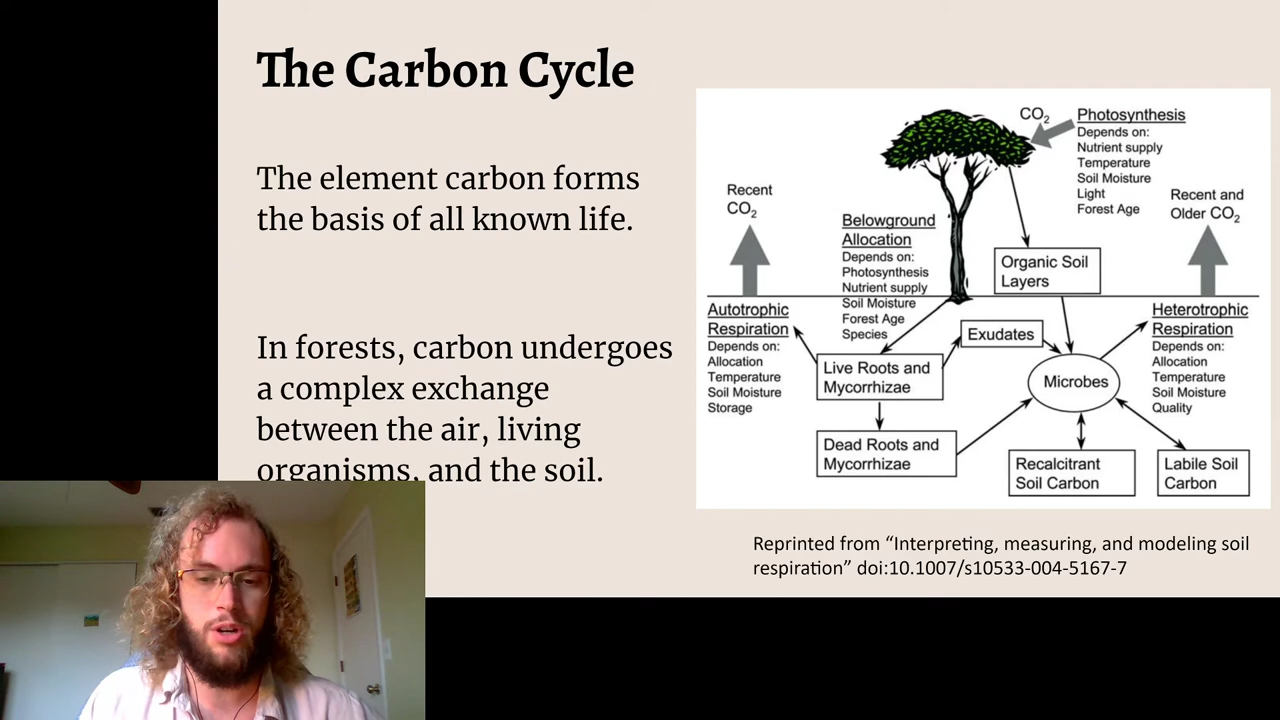 The Carbon Cycle
The element carbon forms
the basis of all known life.
In forests, carbon undergoes
a complex exchange
between the air, living
organisms, and the soil.
CO2
Photosynthesis
Depends on:
Nutrient supply
Temperature
Soil Moisture
Light
Forest Age
Recent
CO2
Recent and
Older CO2
Belowground
Allocation
Depends on:
Photosynthesis
Nutrient supply
Soil Moisture
Forest Age
Species
Organic Soil
Layers
Autotrophic
Respiration
Depends on:
Allocation
Temperature
Soil Moisture
Storage
Heterotrophic
Respiration
Depends on:
Allocation
Temperature
Soil Moisture
Quality
Exudates
Live Roots and
Mycorrhizae
Microbes
Dead Roots and
Mycorrhizae
Recalcitrant
Soil Carbon
Labile Soil
Carbon
Reprinted from “Interpreting, measuring, and modeling soil
respiration” doi:10.1007/s10533-004-5167-7